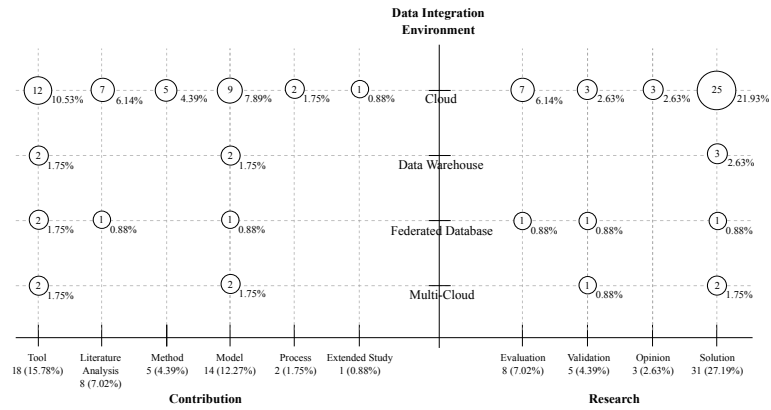 Data Integration
Environment
12 10.53% 7 6.14% 5 4.39% 9 7.89% 2 1.75% 1 0.88% Cloud 7 6.14% 3 2.63% 3 2.63% 25 21.93%
2 1.75% 2 1.75% Data Warehouse 3 2.63%
2 1.75% 1 0.88% 1 0.88% Federated Database 1 0.88% 1 0.88% 1 0.88%
2 1.75% 2 1.75% Multi-Cloud 1 0.88% 2 1.75%
Tool Literature Method Model Process Extended Study Evaluation Validation Opinion Solution
18 (15.78%) Analysis 5 (4.39%) 14 (12.27%) 2 (1.75%) 1 (0.88%) 8 (7.02%) 5 (4.39%) 3 (2.63%) 31 (27.19%)
8 (7.02%)
Contribution Research